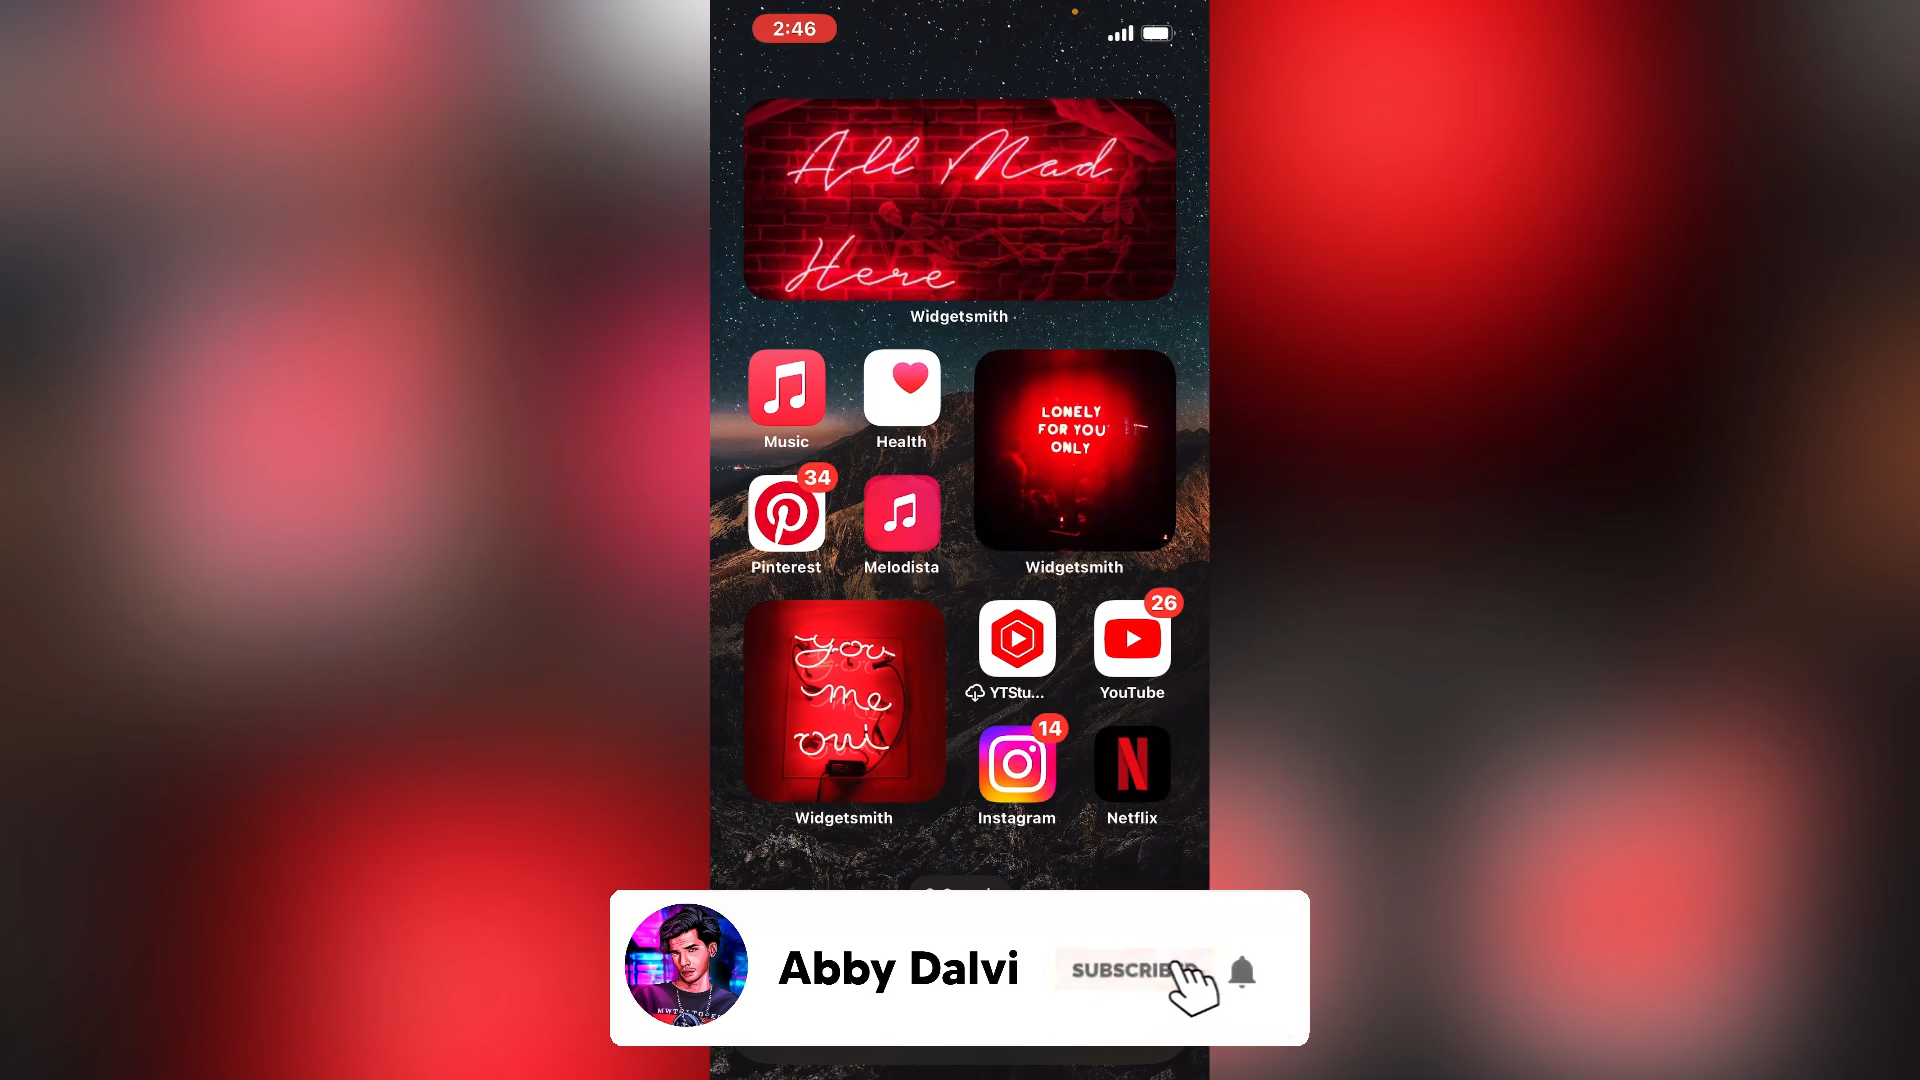 2:46
All Mad
Here
Widgetsmith
Music
Health
LONELY
FOR YOU
ONLY
34
Pinterest
Melodista
Widgetsmith
you
me
oui
26
YTStu...
YouTube
14
Widgetsmith
Instagram
Netflix
Abby Dalvi